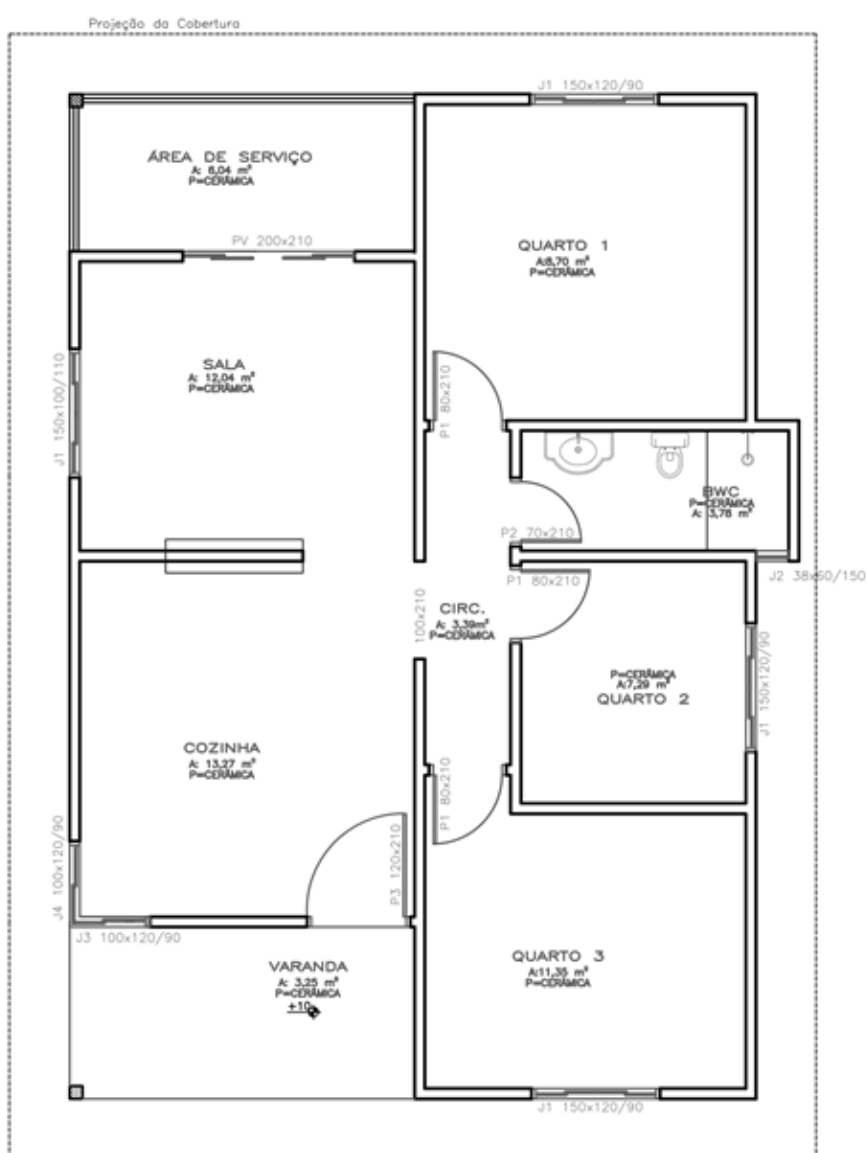 Projeção da Cobertura
J1 150x120/90
ÁREA DE SERVIÇO
A: 6,04 m²
P=CERÂMICA
PV 200x210
QUARTO 1
A:8,70 m²
P=CERÂMICA
SALA
A: 12,04 m²
P=CERÂMICA
J1 150x100/110
P1 80x210
BWC
P=CERÂMICA
A: 3,78 m²
P2 70x210
P1 80x210
J2 38x60/150
100x210
CIRC.
A: 3,39m²
P=CERÂMICA
P=CERÂMICA
A:7,29 m²
QUARTO 2
J1 150x120/90
COZINHA
A: 13,27 m²
P=CERÂMICA
P1 80x210
J4 100x120/90
P3 120x210
J3 100x120/90
VARANDA
A: 3,25 m²
P=CERÂMICA
+10
QUARTO 3
A:11,35 m²
P=CERÂMICA
J1 150x120/90